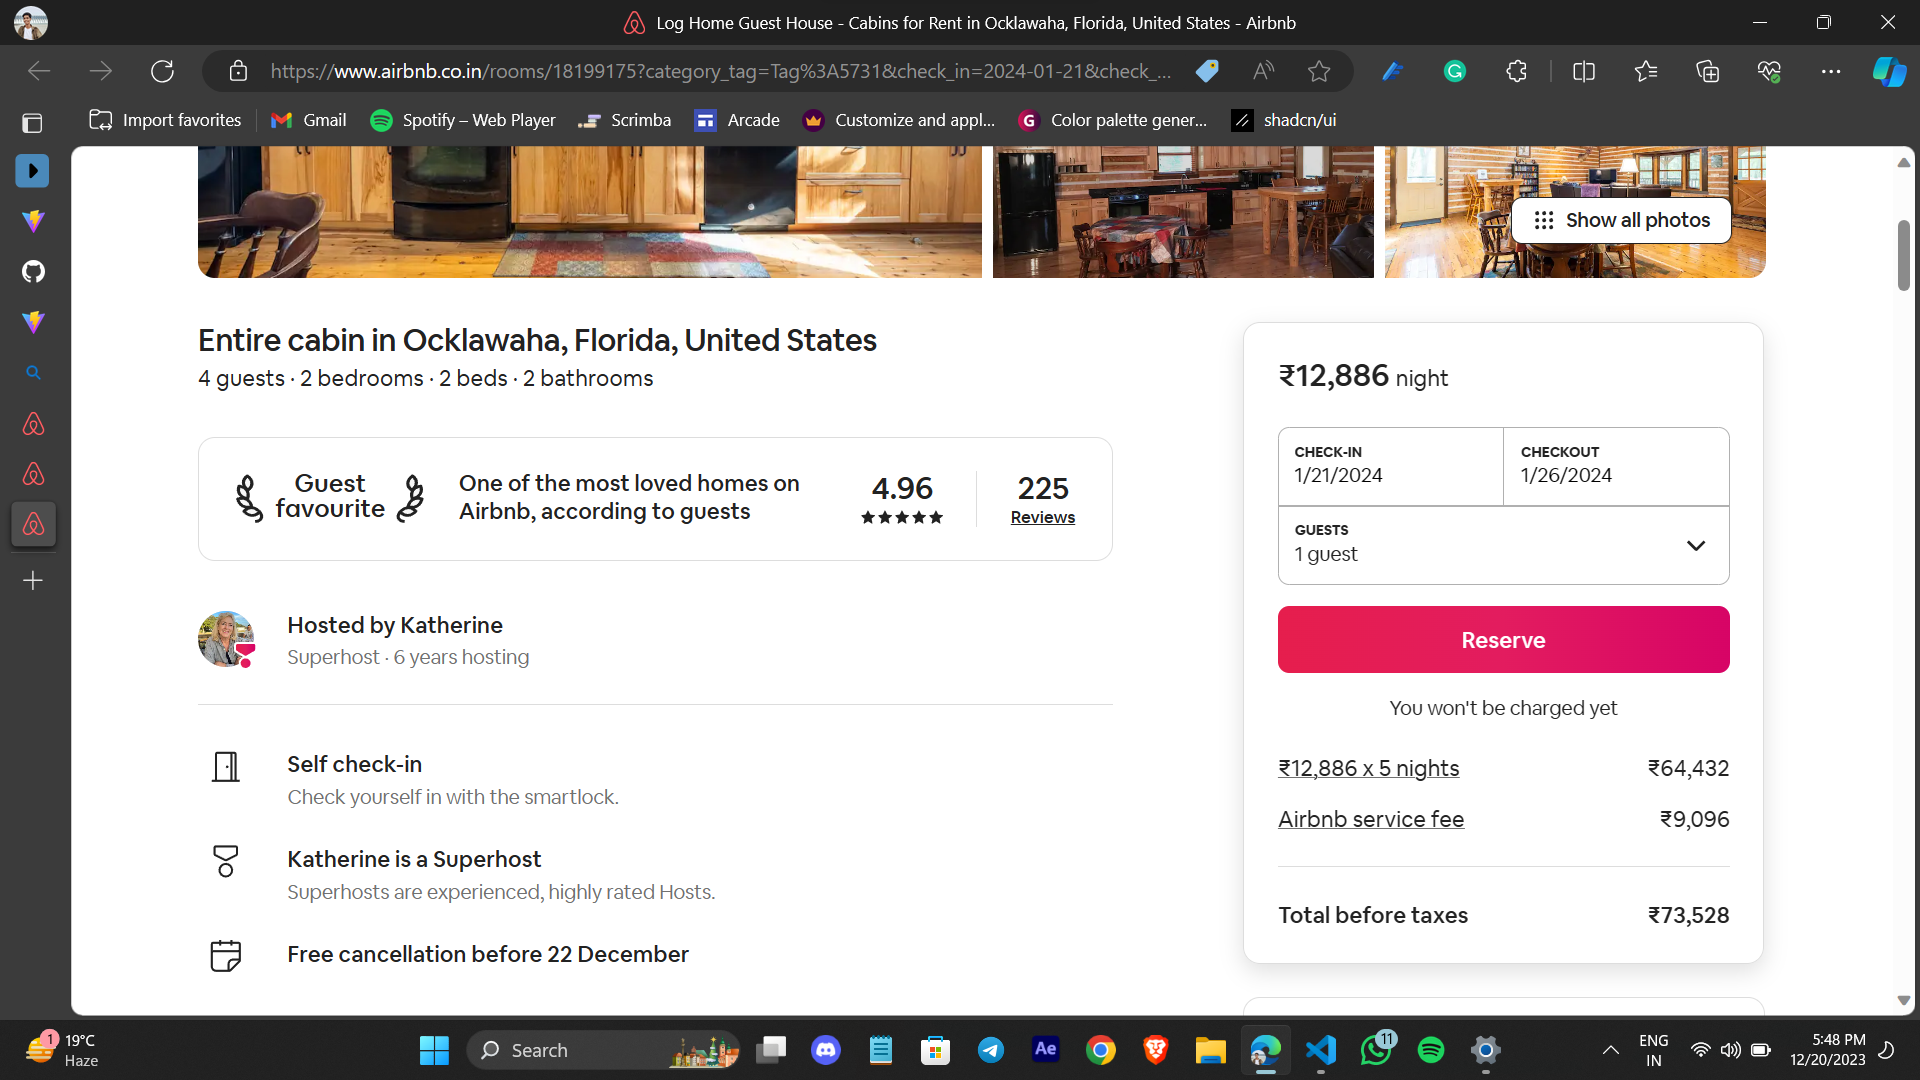 Log Home Guest House - Cabins for Rent in Ocklawaha, Florida, United States - Airbnb
https://www.airbnb.co.in/rooms/18199175?category_tag=Tag%3A5731&check_in=2024-01-21&check_...
Import favorites
Gmail
Spotify – Web Player
Scrimba
Arcade
Customize and appl...
Color palette gener...
shadcn/ui
Show all photos
Entire cabin in Ocklawaha, Florida, United States
4 guests · 2 bedrooms · 2 beds · 2 bathrooms
Guest
favourite
One of the most loved homes on
Airbnb, according to guests
4.96
225
Reviews
Hosted by Katherine
Superhost · 6 years hosting
Self check-in
Check yourself in with the smartlock.
Katherine is a Superhost
Superhosts are experienced, highly rated Hosts.
Free cancellation before 22 December
₹12,886 night
CHECK-IN
1/21/2024
CHECKOUT
1/26/2024
GUESTS
1 guest
Reserve
You won't be charged yet
₹12,886 x 5 nights
₹64,432
Airbnb service fee
₹9,096
Total before taxes
₹73,528
1
19°C
Haze
Search
Ae
11
ENG
IN
5:48 PM
12/20/2023